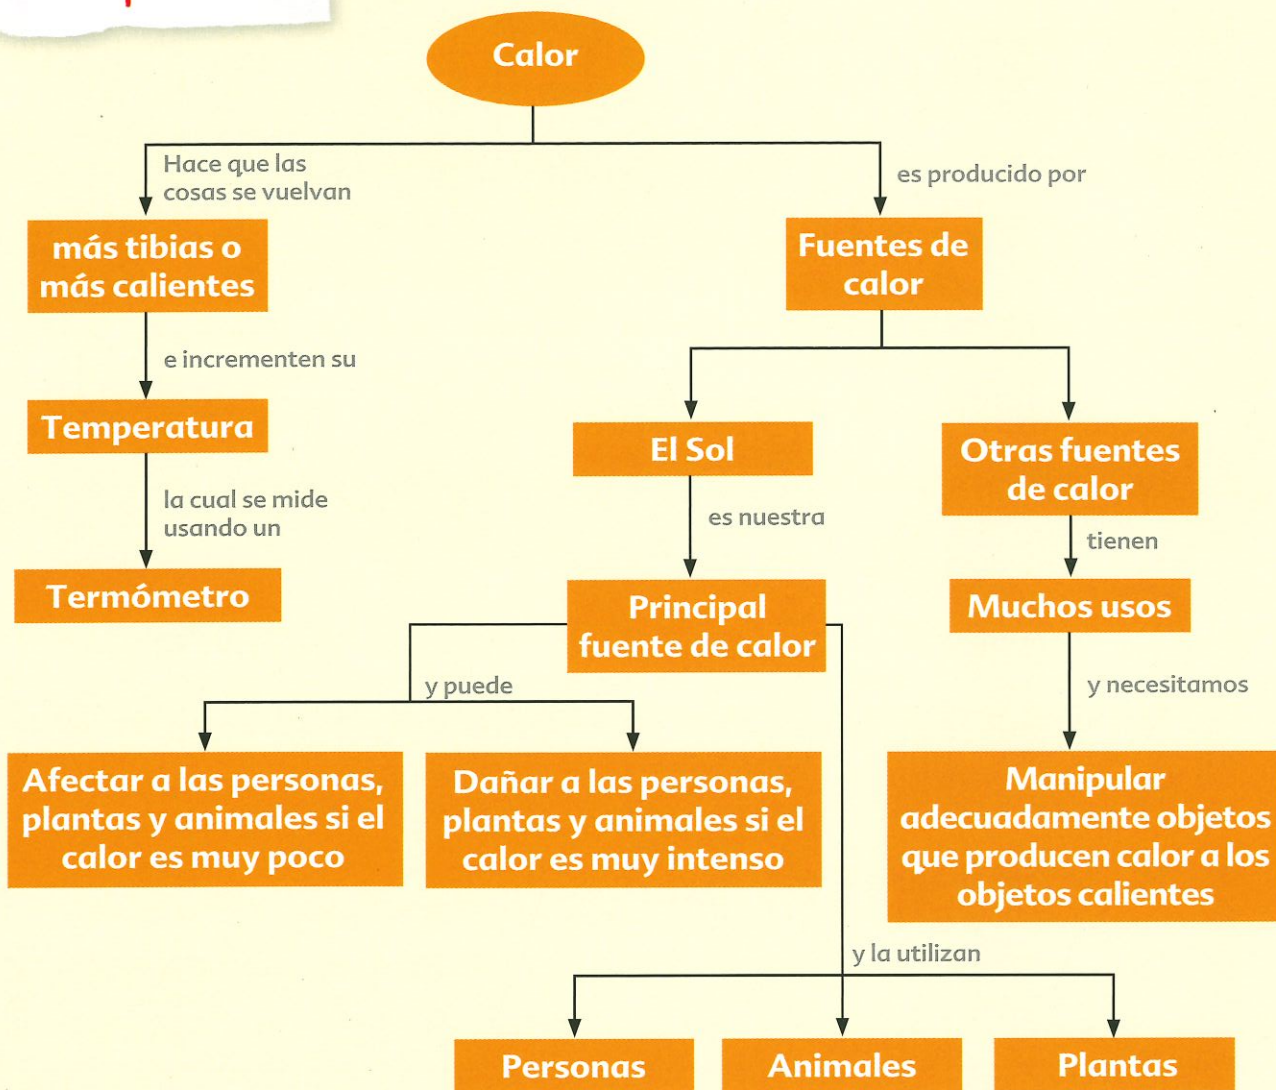 Calor
Hace que las
cosas se vuelvan
es producido por
más tibias o
más calientes
Fuentes de
calor
e incrementen su
Temperatura
El Sol
Otras fuentes
de calor
la cual se mide
usando un
es nuestra
tienen
Termómetro
Principal
fuente de calor
Muchos usos
y puede
y necesitamos
Afectar a las personas,
plantas y animales si el
calor es muy poco
Dañar a las personas,
plantas y animales si el
calor es muy intenso
Manipular
adecuadamente objetos
que producen calor a los
objetos calientes
y la utilizan
Personas
Animales
Plantas